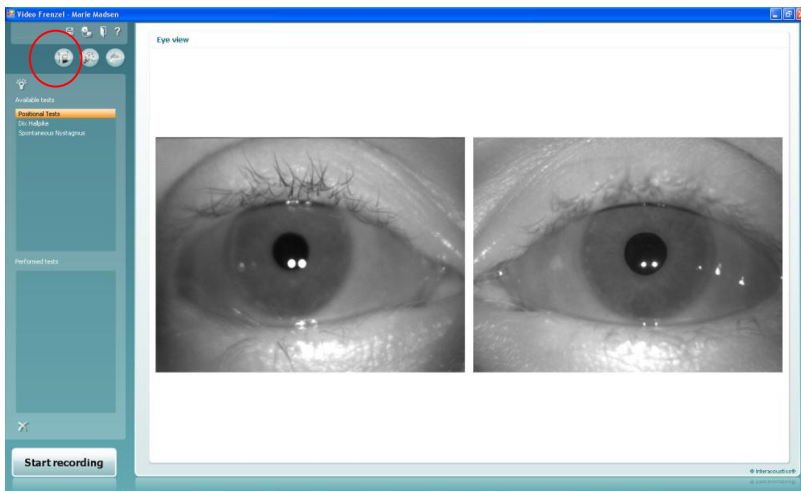 Video Frenzel - Marie Madsen
?
Eye view
Available tests
Positional Tests
Dix Hallpike
Spontaneous Nystagmus
Performed tests
Start recording
© Interacoustics®